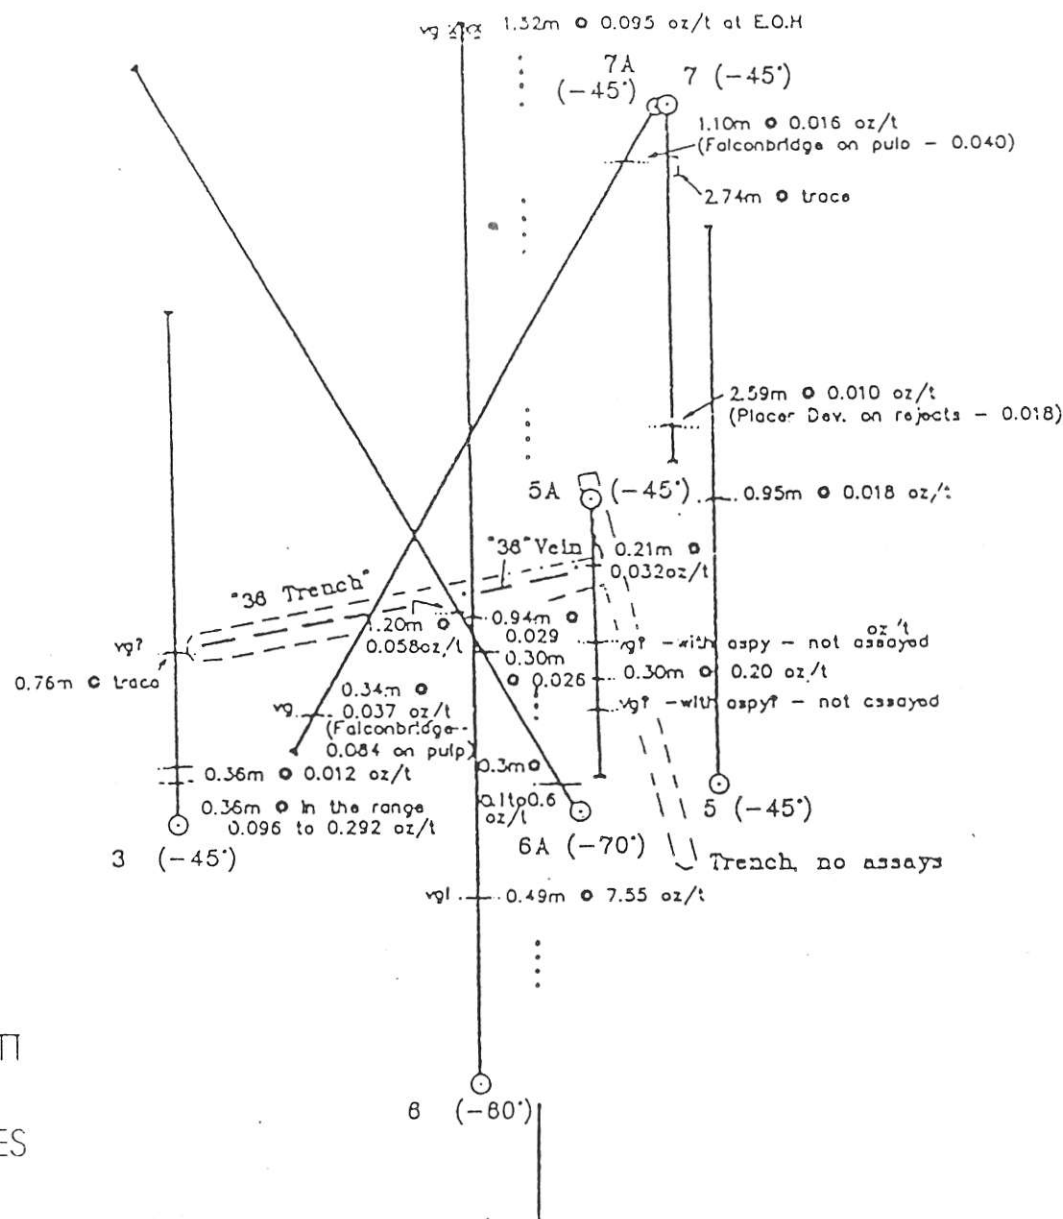 vg 1.32m @ 0.095 oz/t at E.O.H
7A
(-45°)
7 (-45°)
1.10m @ 0.016 oz/t
(Falconbridge on pulp - 0.040)
2.74m @ trace
2.59m @ 0.010 oz/t
(Placer Dev. on rejects - 0.018)
5A (-45°)
0.95m @ 0.018 oz/t
"38" Vein
0.21m @
0.032oz/t
"38 Trench"
1.20m @
0.058oz/t
0.94m @
0.029
oz/t
vg? -with aspy - not assayed
vg?
0.30m
@ 0.026
0.30m @ 0.20 oz/t
0.76m @ trace
vg? -with aspy? - not assayed
vg
0.34m @
0.037 oz/t
(Falconbridge--
0.084 on pulp)
0.36m @ 0.012 oz/t
0.3m @
0.1to0.6
oz/t
0.36m @ in the range
0.096 to 0.292 oz/t
3 (-45°)
6A (-70°)
5 (-45°)
Trench, no assays
vg! 0.49m @ 7.55 oz/t
6 (-60°)
ES